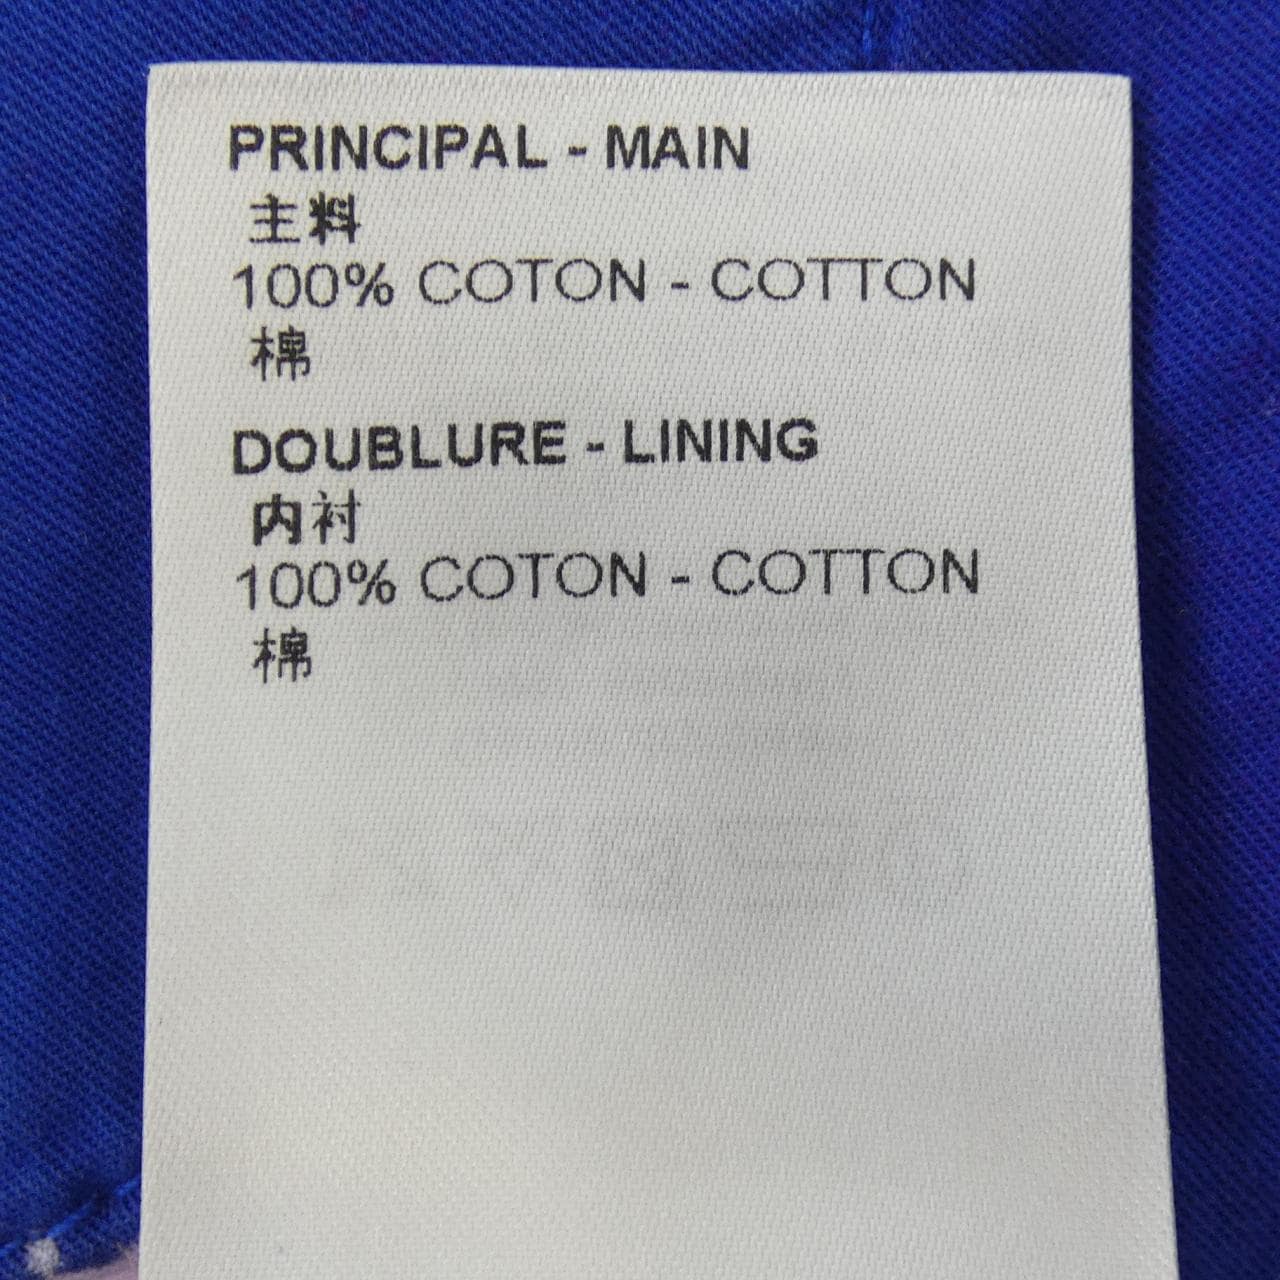 PRINCIPAL - MAIN
主料
100% COTON - COTTON
棉
DOUBLURE - LINING
内衬
100% COTON - COTTON
棉